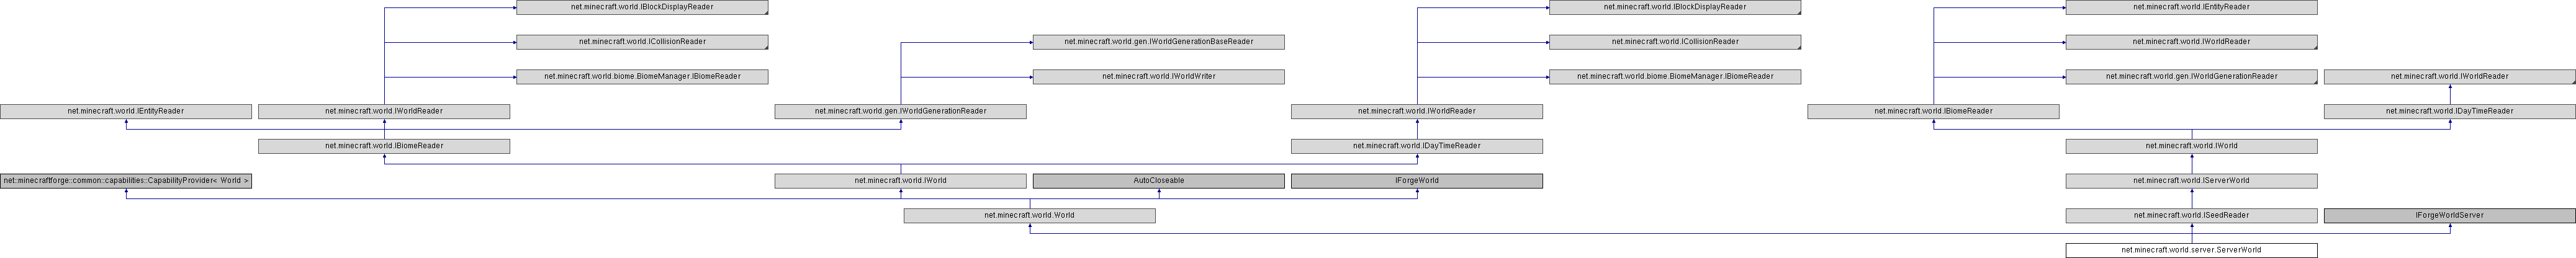 net.minecraft.world.IBlockDisplayReader
net.minecraft.world.IBlockDisplayReader
net.minecraft.world.IEntityReader
net.minecraft.world.ICollisionReader
net.minecraft.world.gen.IWorldGenerationBaseReader
net.minecraft.world.ICollisionReader
net.minecraft.world.IWorldReader
net.minecraft.world.biome.BiomeManager.IBiomeReader
net.minecraft.world.IWorldWriter
net.minecraft.world.biome.BiomeManager.IBiomeReader
net.minecraft.world.gen.IWorldGenerationReader
net.minecraft.world.IWorldReader
net.minecraft.world.IEntityReader
net.minecraft.world.IWorldReader
net.minecraft.world.gen.IWorldGenerationReader
net.minecraft.world.IWorldReader
net.minecraft.world.IBiomeReader
net.minecraft.world.IDayTimeReader
net.minecraft.world.IBiomeReader
net.minecraft.world.IDayTimeReader
net.minecraft.world.IWorld
net::minecraftforge::common::capabilities::CapabilityProvider< World >
net.minecraft.world.IWorld
AutoCloseable
IForgeWorld
net.minecraft.world.IServerWorld
net.minecraft.world.World
net.minecraft.world.ISeedReader
IForgeWorldServer
net.minecraft.world.server.ServerWorld